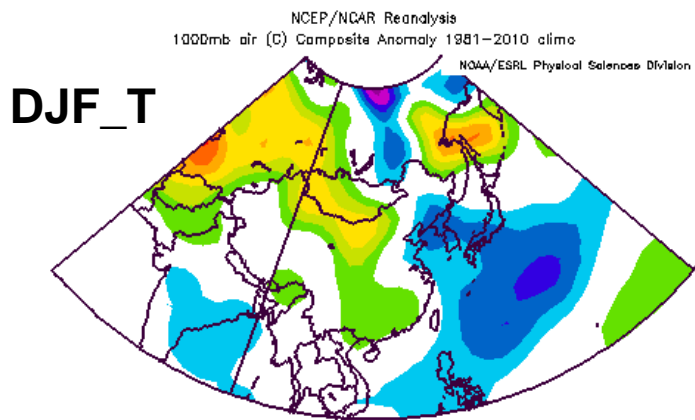 NCEP/NCAR Reanalysis
1000mb air (C) Composite Anomaly 1981-2010 climo
NOAA/ESRL Physical Sciences Division
DJF_T